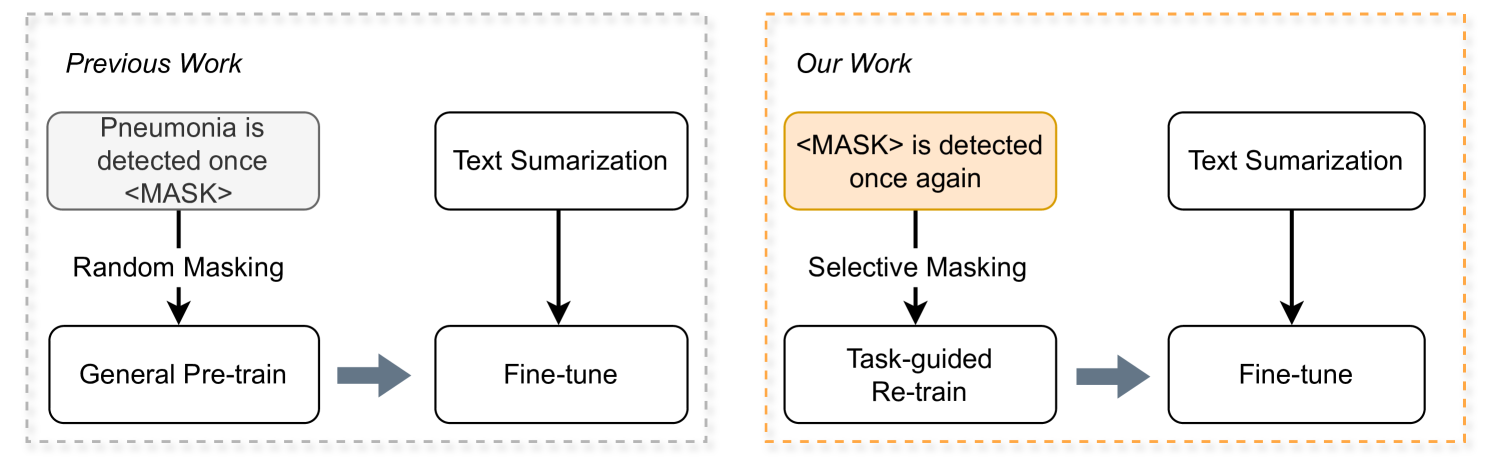 Previous Work
Pneumonia is
detected once
<MASK>
Text Sumarization
Random Masking
General Pre-train
Fine-tune
Our Work
<MASK> is detected
once again
Text Sumarization
Selective Masking
Task-guided
Re-train
Fine-tune